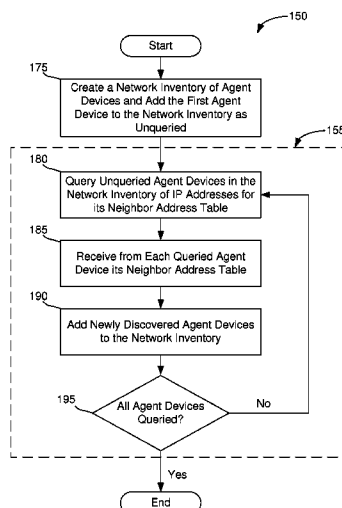 150
Start
175
Create a Network Inventory of Agent
Devices and Add the First Agent
Device to the Network Inventory as
Unqueried
155
180
Query Unqueried Agent Devices in the
Network Inventory of IP Addresses for
its Neighbor Address Table
185
Receive from Each Queried Agent
Device its Neighbor Address Table
190
Add Newly Discovered Agent Devices
to the Network Inventory
195
All Agent Devices
Queried?
No
Yes
End